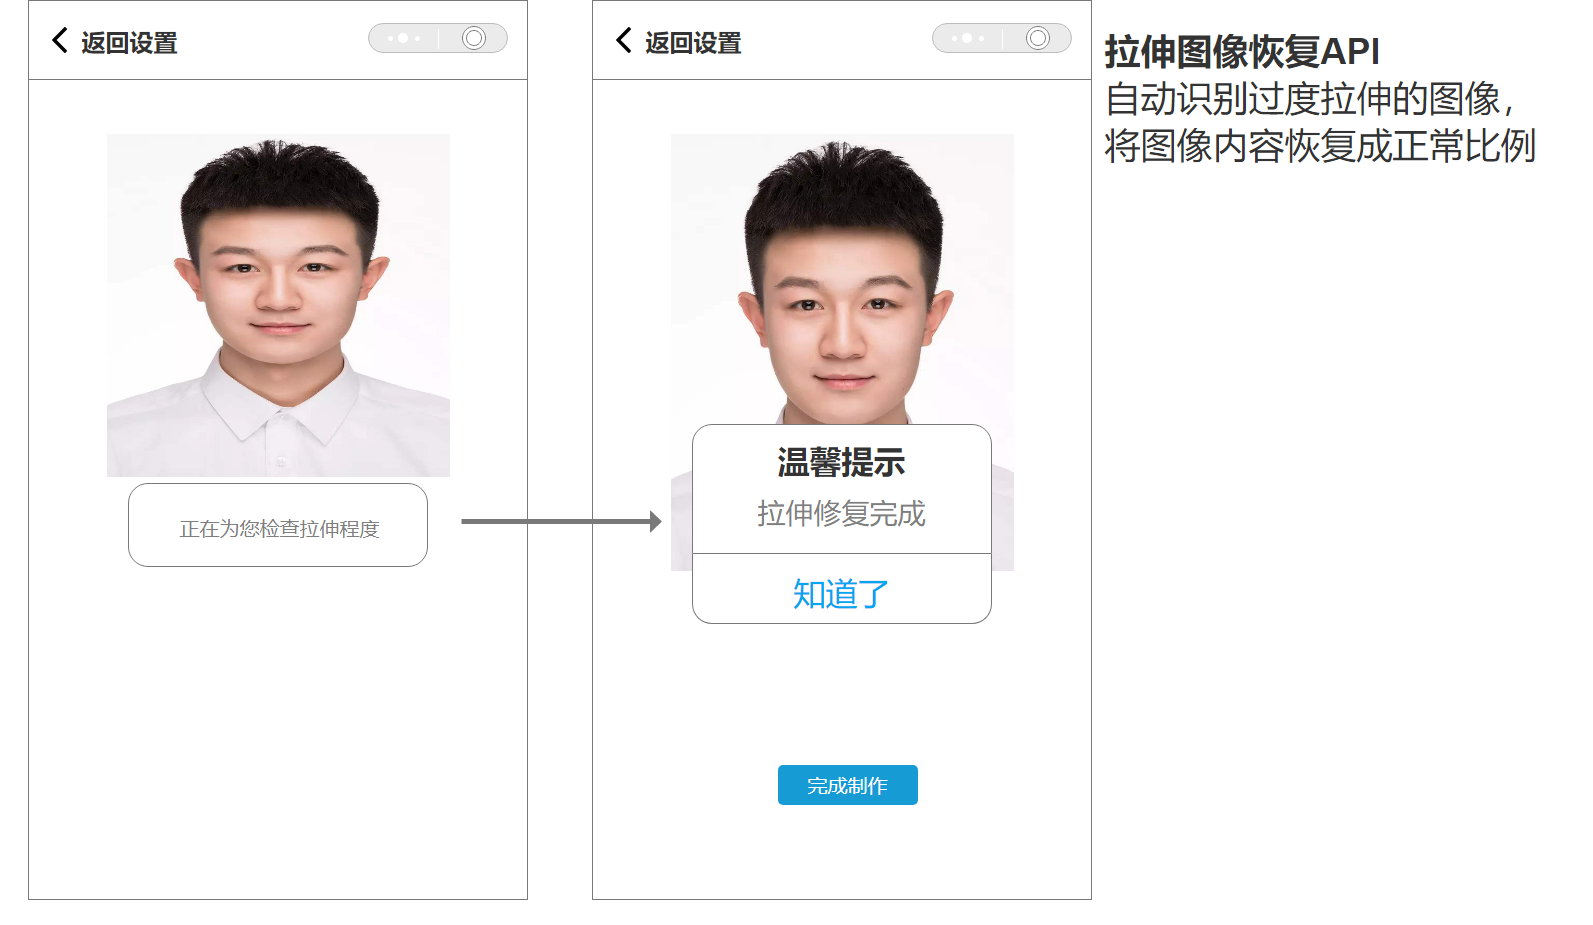 返回设置
正在为您检查拉伸程度
返回设置
温馨提示
拉伸修复完成
知道了
完成制作
拉伸图像恢复API
自动识别过度拉伸的图像，
将图像内容恢复成正常比例